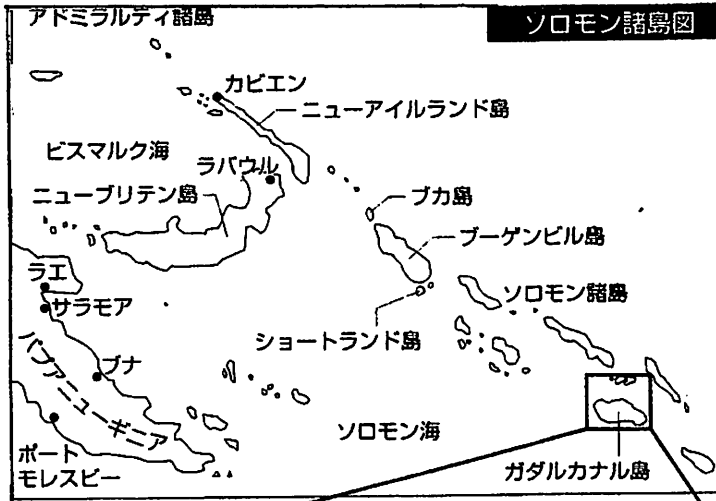 ソロモン諸島図
アドミラルティ諸島
カビエン
ニューアイルランド島
ビスマルク海
ラバウル
ニューブリテン島
ブカ島
ブーゲンビル島
ラエ
サラモア
ソロモン諸島
ショートランド島
ブナ
パプアニューギニア
ソロモン海
ポート
モレスビー
ガダルカナル島